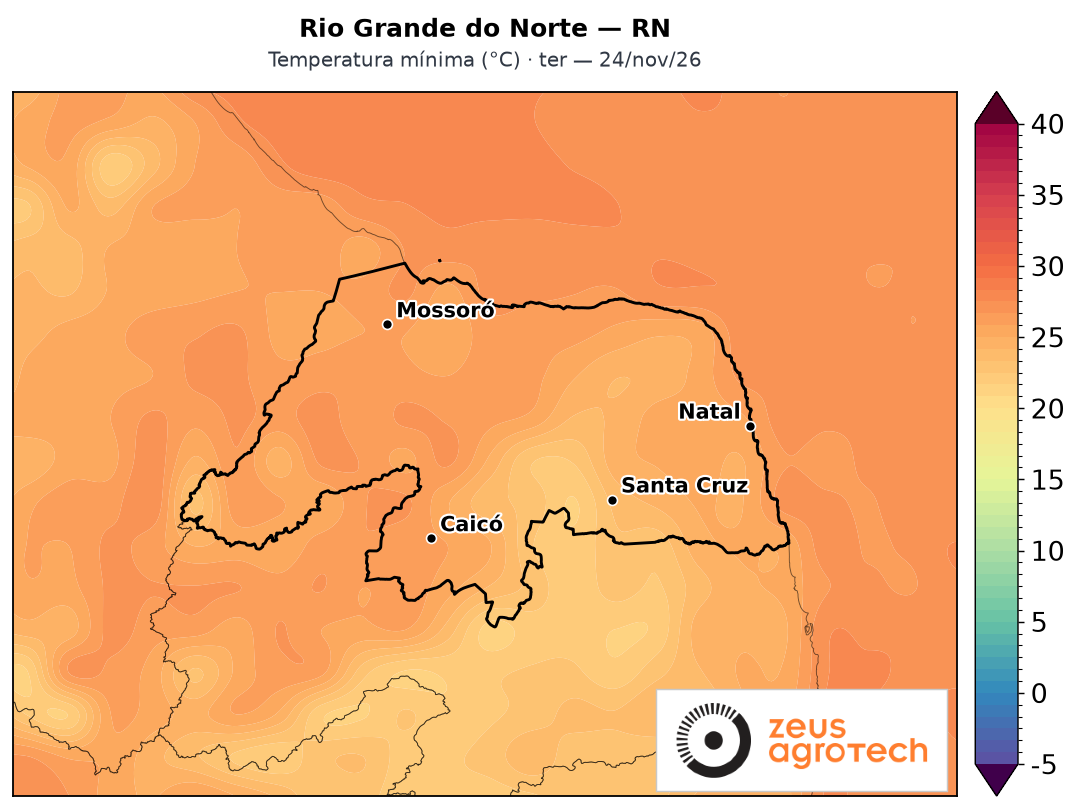 Rio Grande do Norte — RN
Temperatura mínima (°C) · ter — 24/nov/26
40
35
30
25
20
15
10
5
0
-5
Mossoró
Natal
Santa Cruz
Caicó
zeus
agrotech